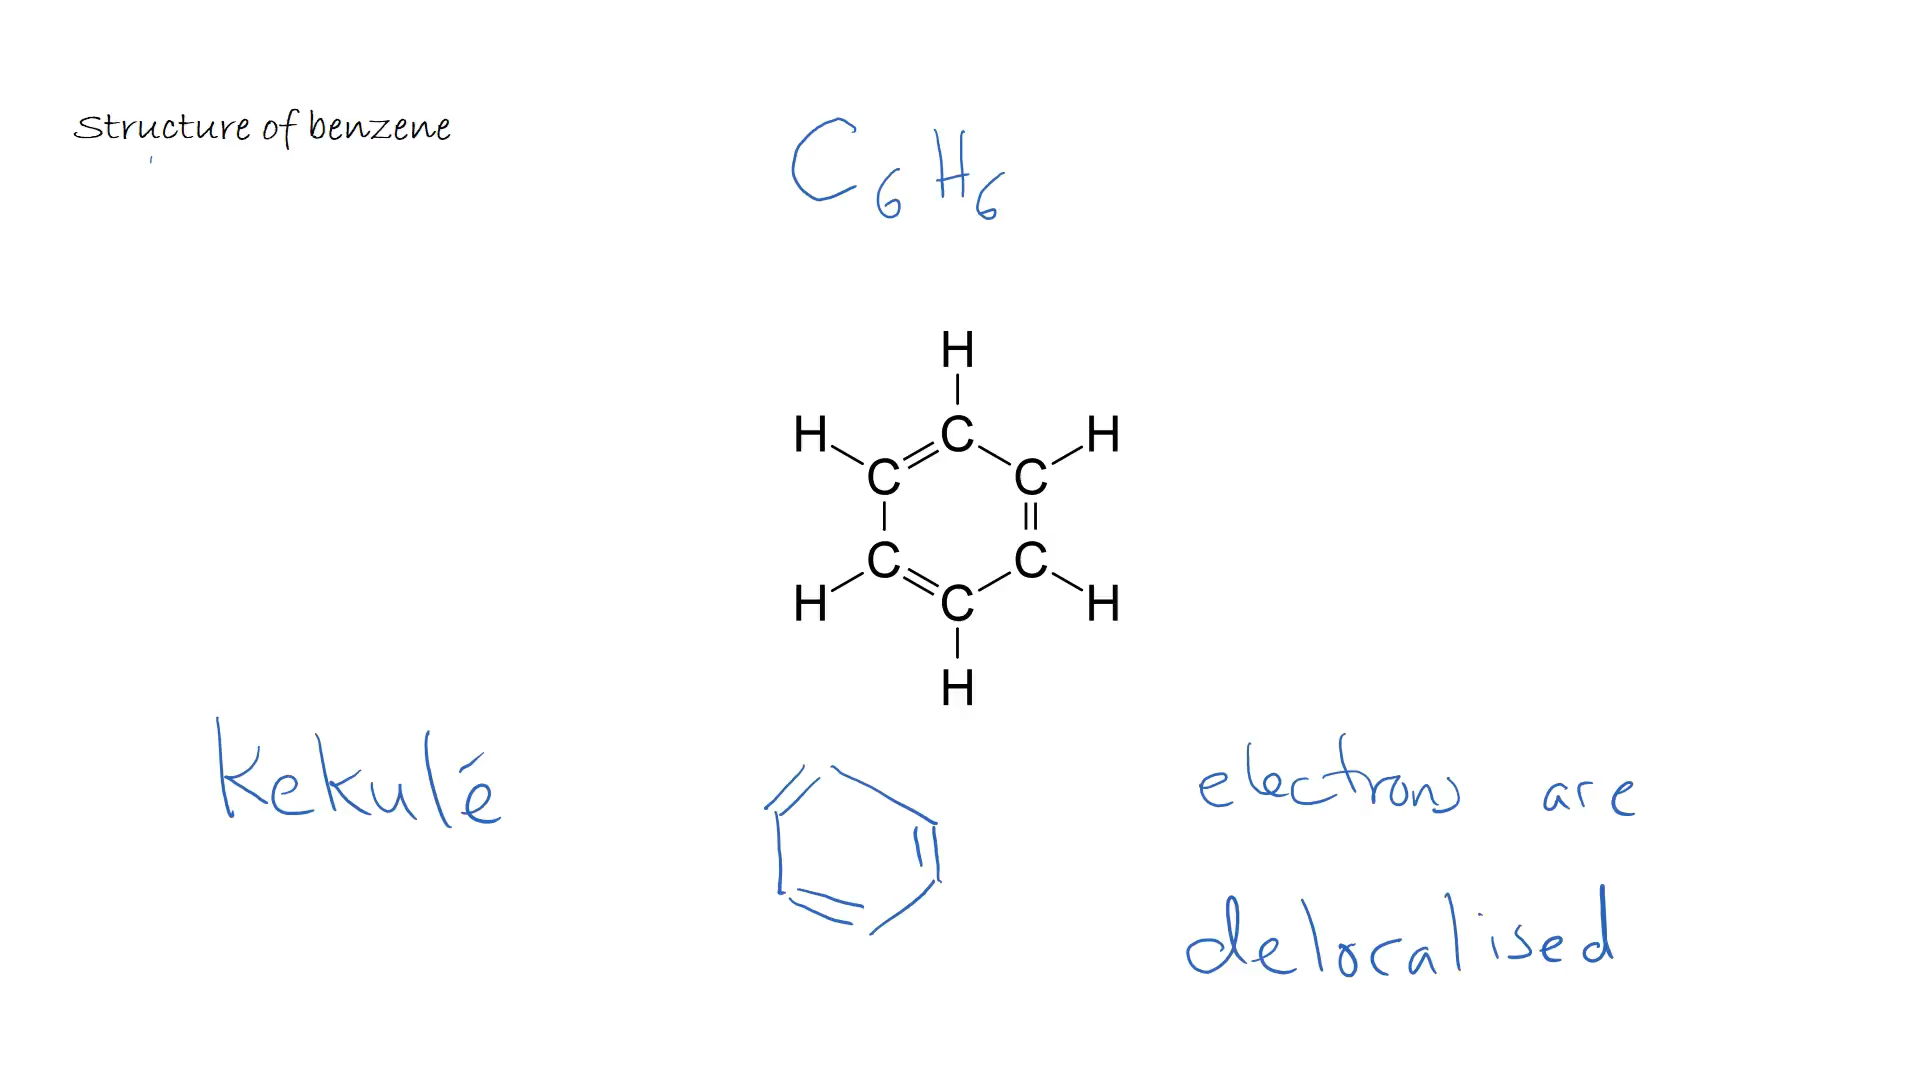 Structure of benzene
C6H6
H
H C H
C C
C C
H C H
H
Kekulé
electrons are
delocalised